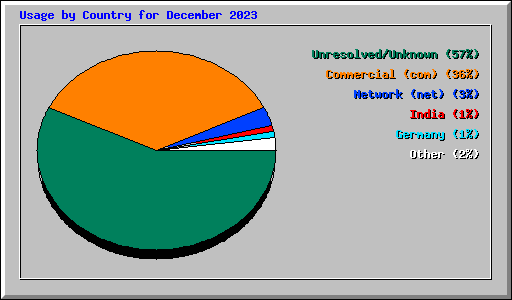 Usage by Country for December 2023
Unresolved/Unknown (57%)
Commercial (com) (36%)
Network (net) (3%)
India (1%)
Germany (1%)
Other (2%)